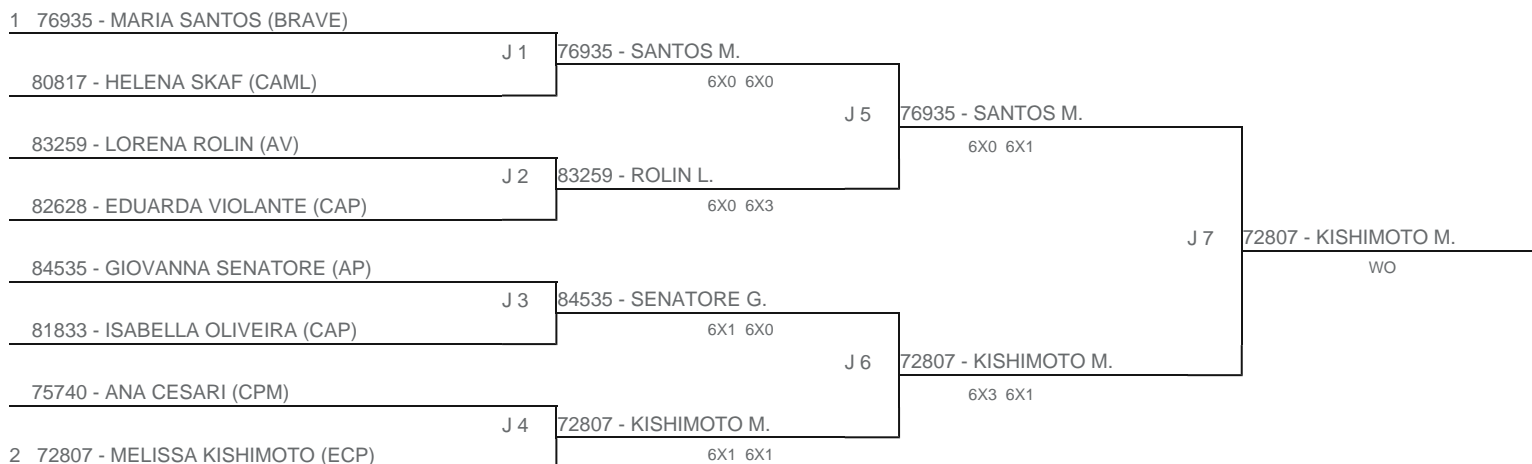 1 76935 - MARIA SANTOS (BRAVE)
J 1
76935 - SANTOS M.
6X0 6X0
80817 - HELENA SKAF (CAML)
J 5
76935 - SANTOS M.
6X0 6X1
83259 - LORENA ROLIN (AV)
J 2
83259 - ROLIN L.
6X0 6X3
82628 - EDUARDA VIOLANTE (CAP)
J 7
72807 - KISHIMOTO M.
WO
84535 - GIOVANNA SENATORE (AP)
J 3
84535 - SENATORE G.
6X1 6X0
81833 - ISABELLA OLIVEIRA (CAP)
J 6
72807 - KISHIMOTO M.
6X3 6X1
75740 - ANA CESARI (CPM)
J 4
72807 - KISHIMOTO M.
6X1 6X1
2 72807 - MELISSA KISHIMOTO (ECP)